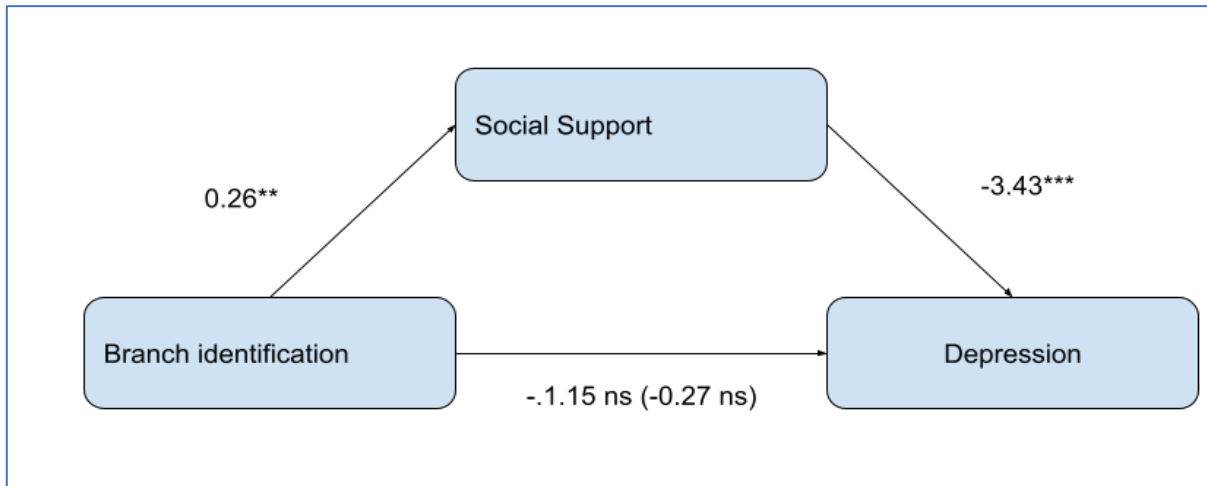 Social Support
0.26**
-3.43***
Branch identification
Depression
-.1.15 ns (-0.27 ns)